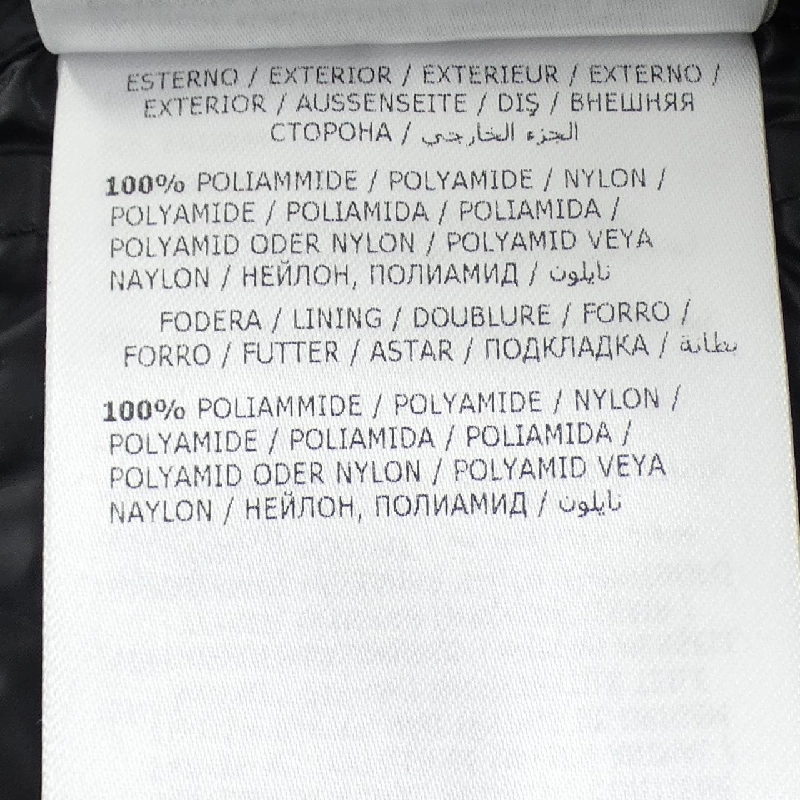 ESTERNO / EXTERIOR / EXTERIEUR / EXTERNO /
EXTERIOR / AUSSENSEITE / DIŞ / ВНЕШНЯЯ
СТОРОНА / الجزء الخارجي
100% POLIAMMIDE / POLYAMIDE / NYLON /
POLYAMIDE / POLIAMIDA / POLIAMIDA /
POLYAMID ODER NYLON / POLYAMID VEYA
NAYLON / НЕЙЛОН, ПОЛИАМИД / نايلون
FODERA / LINING / DOUBLURE / FORRO /
FORRO / FUTTER / ASTAR / ПОДКЛАДКА / بطانة
100% POLIAMMIDE / POLYAMIDE / NYLON /
POLYAMIDE / POLIAMIDA / POLIAMIDA /
POLYAMID ODER NYLON / POLYAMID VEYA
NAYLON / НЕЙЛОН, ПОЛИАМИД / نايلون